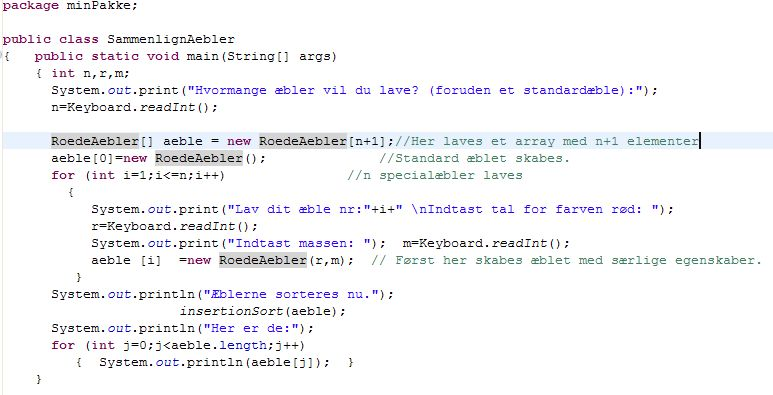 package minPakke;
public class SammenlignAebler
{   public static void main(String[] args)
{ int n,r,m;
System.out.print("Hvormange æbler vil du lave? (foruden et standardæble):");
n=Keyboard.readInt();
RoedeAebler[] aeble = new RoedeAebler[n+1];//Her laves et array med n+1 elementer
aeble[0]=new RoedeAebler();              //Standard æblet skabes.
for (int i=1;i<=n;i++)               //n specialæbler laves
{
System.out.print("Lav dit æble nr:"+i+" \nIndtast tal for farven rød: ");
r=Keyboard.readInt();
System.out.print("Indtast massen: ");  m=Keyboard.readInt();
aeble [i]  =new RoedeAebler(r,m);  // Først her skabes æblet med særlige egenskaber.
}
System.out.println("Æblerne sorteres nu.");
insertionSort(aeble);
System.out.println("Her er de:");
for (int j=0;j<aeble.length;j++)
{  System.out.println(aeble[j]);  }
}